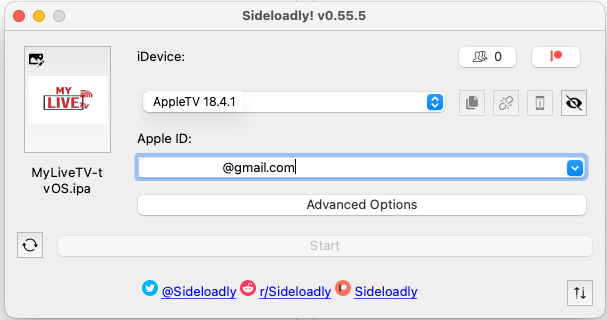 Sideloadly! v0.55.5
iDevice:
0
MY
LIVE TV
AppleTV 18.4.1
Apple ID:
@gmail.com
MyLiveTV-t
vOS.ipa
Advanced Options
Start
@Sideloadly r/Sideloadly Sideloadly